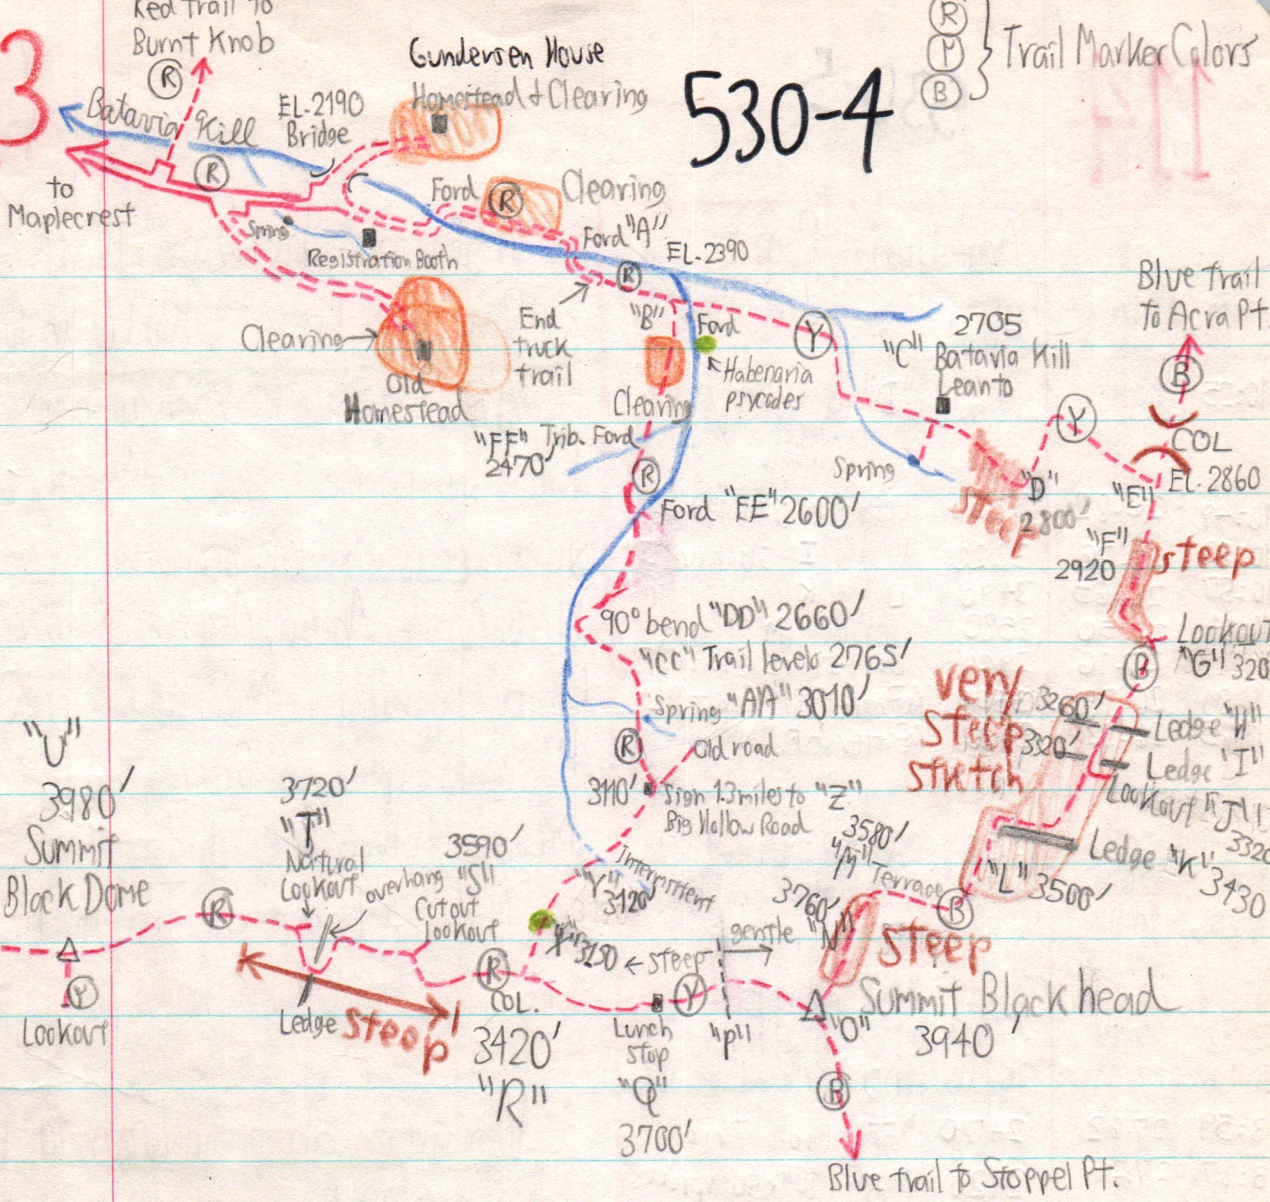 Red Trail to
Burnt Knob
R
3
Gundersen House
Homestead & Clearing
530-4
R
Y
B
Trail Marker Colors
Batavia Kill
EL-2190
Bridge
R
to
Maplecrest
Spring
Registration Booth
Ford
R
Clearing
Ford "A"
EL-2390
R
Clearing
Old
Homestead
End
truck
trail
"B"
Ford
Habenaria
psycodes
Clearing
Y
2705
"C" Batavia Kill
Leanto
Blue trail
to Acra Pt.
B
COL
EL-2860
"E"
Y
Spring
steep
"D"
2800'
"F"
2920
steep
"FF" Trib. Ford
2470'
R
Ford "EE" 2600'
90° bend "DD" 2660'
"CC" Trail levels 2765'
Spring "AA" 3010'
Old road
R
3110'
Sign 1.3 miles to "Z"
Big Hollow Road
Lookout
"G" 320
B
very
steep
stretch
3260'
Ledge "H"
3320'
Ledge "I"
Lookout "J"
3320
Ledge "K"
3430
"L" 3500'
B
3580'
"M" Terrace
3760'
"N"
steep
Intermittent
"Y"
3120'
"X" 3150
steep
gentle
"U"
3980'
Summit
Black Dome
R
Y
Lookout
3720'
"T"
Natural
Lookout
overhang
3590'
"S"
Cutout
Lookout
Ledge
steep
R
COL.
3420'
"R"
Lunch
stop
"Q"
3700'
Y
"P"
"O"
Summit Blackhead
3940'
B
Blue trail to Stoppel Pt.